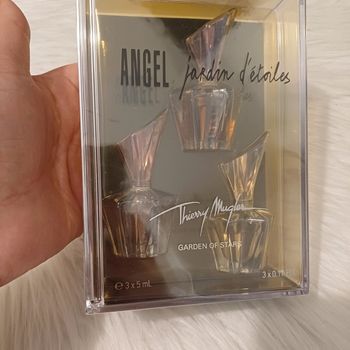 ANGEL Jardin d'étoiles
Thierry Mugler
GARDEN OF STARS
℮ 3 x 5 mL
3 x 0.17